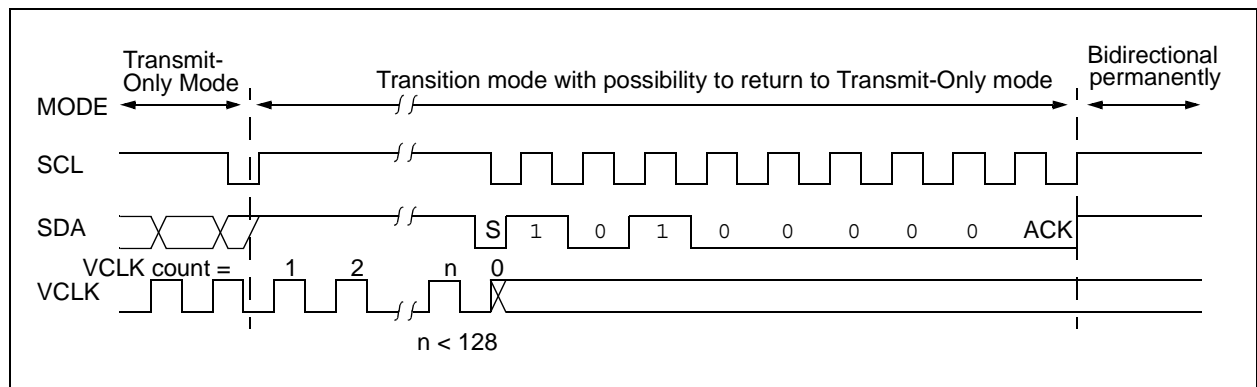 Transmit-
Only Mode
Transition mode with possibility to return to Transmit-Only mode
Bidirectional
permanently
MODE
SCL
SDA S 1 0 1 0 0 0 0 0 ACK
VCLK count = 1 2 n 0
VCLK
n < 128